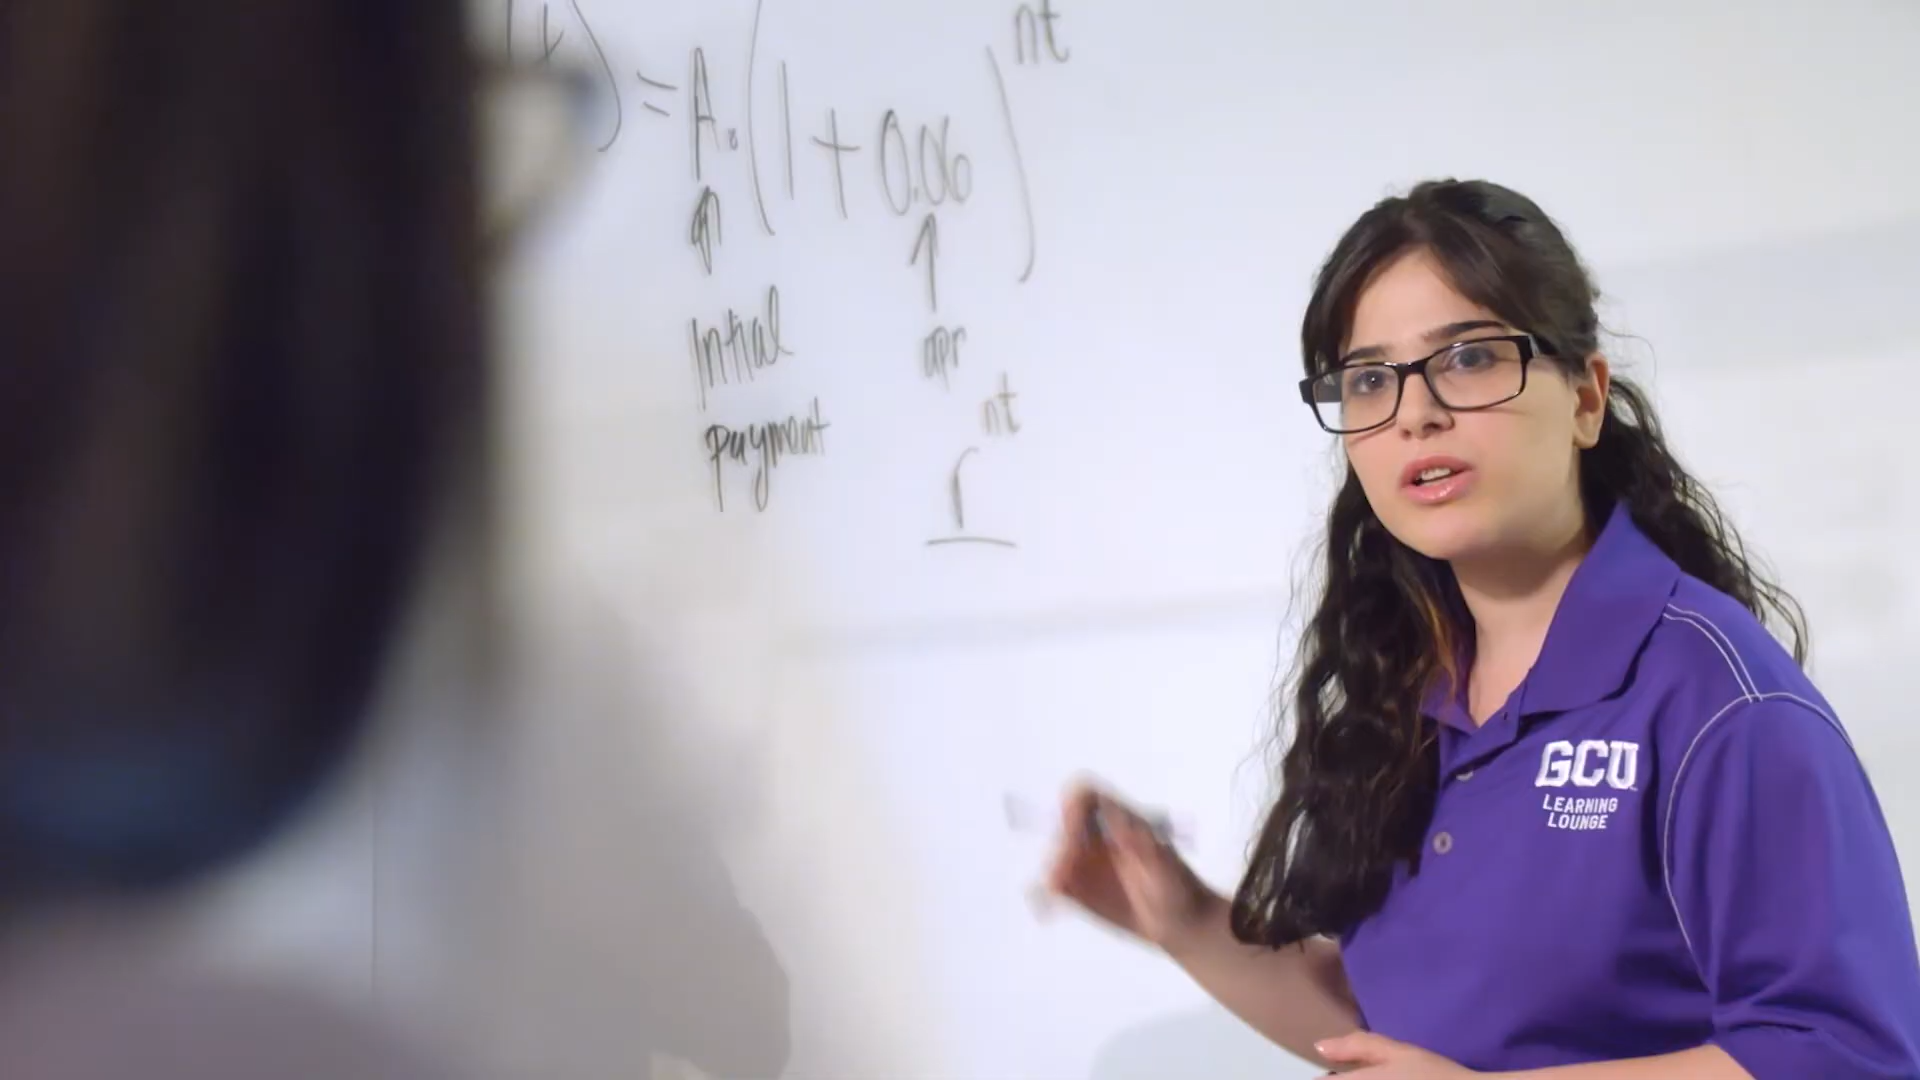 ) = A₀ (1 + 0.06)^nt
Intial
payment
apr
r^nt
GCU
LEARNING
LOUNGE